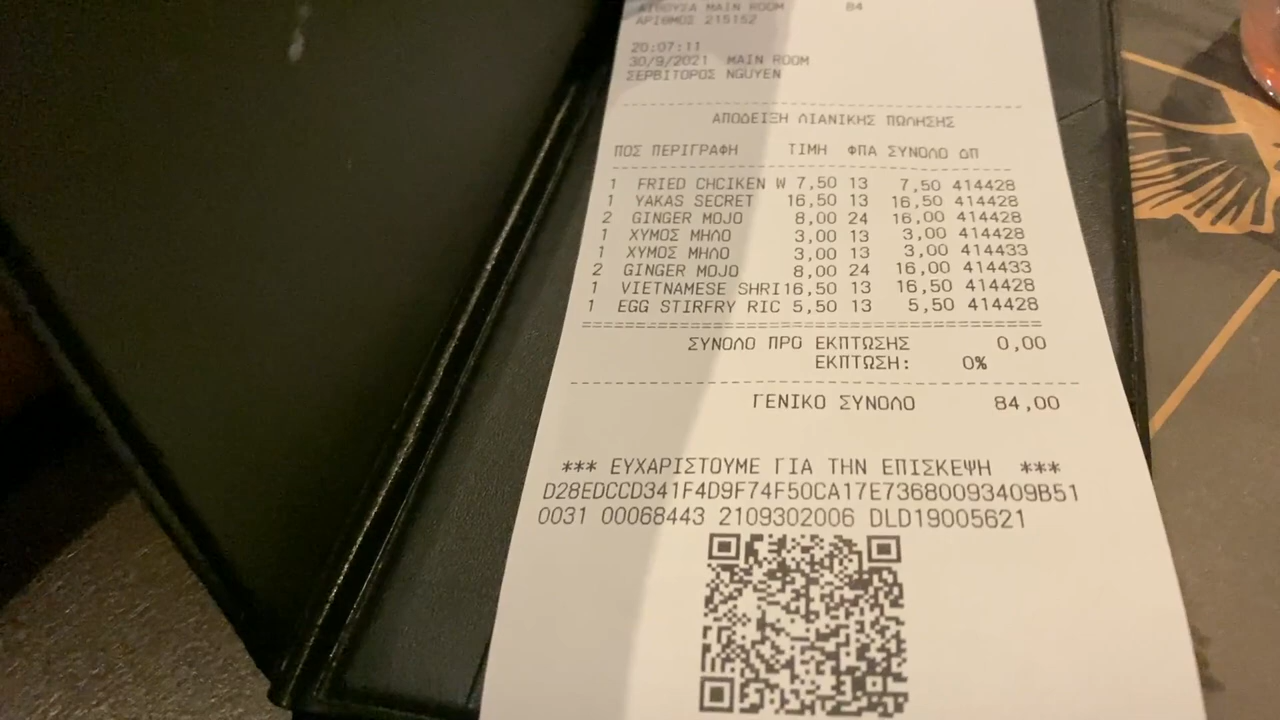 ΑΙΘΟΥΣΑ MAIN ROOM 84
ΑΡΙΘΜΟΣ 215152
20:07:11
30/9/2021 MAIN ROOM
ΣΕΡΒΙΤΟΡΟΣ NGUYEN
ΑΠΟΔΕΙΞΗ ΛΙΑΝΙΚΗΣ ΠΩΛΗΣΗΣ
ΠΟΣ ΠΕΡΙΓΡΑΦΗ ΤΙΜΗ ΦΠΑ ΣΥΝΟΛΟ ΔΠ
1 FRIED CHCIKEN W 7,50 13 7,50 414428
1 YAKAS SECRET 16,50 13 16,50 414428
2 GINGER MOJO 8,00 24 16,00 414428
1 ΧΥΜΟΣ ΜΗΛΟ 3,00 13 3,00 414428
1 ΧΥΜΟΣ ΜΗΛΟ 3,00 13 3,00 414433
2 GINGER MOJO 8,00 24 16,00 414433
1 VIETNAMESE SHRI16,50 13 16,50 414428
1 EGG STIRFRY RIC 5,50 13 5,50 414428
ΣΥΝΟΛΟ ΠΡΟ ΕΚΠΤΩΣΗΣ 0,00
ΕΚΠΤΩΣΗ: 0%
ΓΕΝΙΚΟ ΣΥΝΟΛΟ 84,00
*** ΕΥΧΑΡΙΣΤΟΥΜΕ ΓΙΑ ΤΗΝ ΕΠΙΣΚΕΨΗ ***
D28EDCCD341F4D9F74F50CA17E73680093409B51
0031 00068443 2109302006 DLD19005621